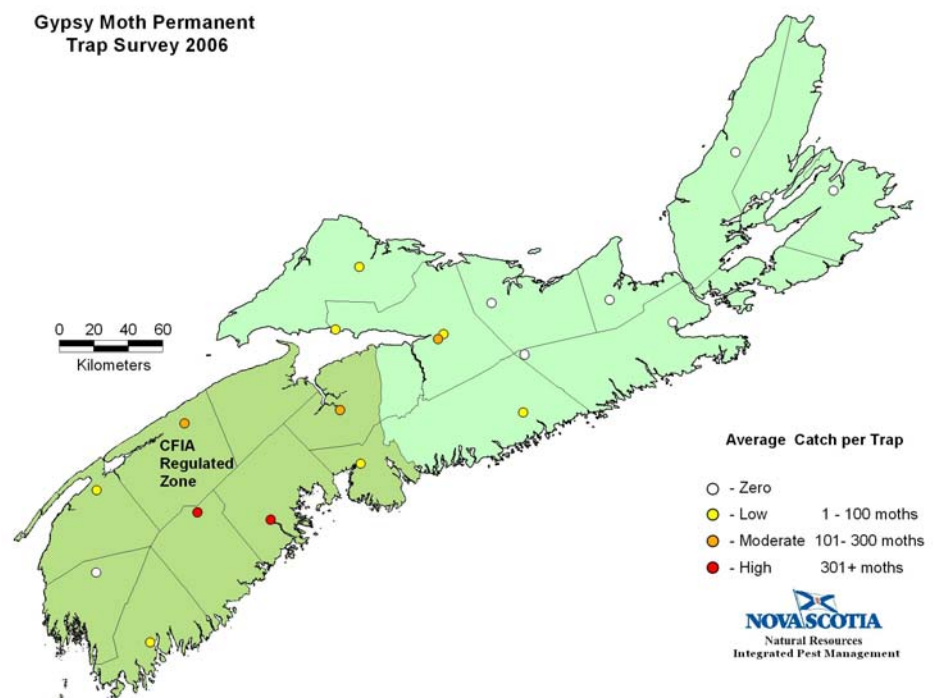 Gypsy Moth Permanent
Trap Survey 2006
0 20 40 60
Kilometers
CFIA
Regulated
Zone
Average Catch per Trap
- Zero
- Low 1 - 100 moths
- Moderate 101- 300 moths
- High 301+ moths
NOVA SCOTIA
Natural Resources
Integrated Pest Management